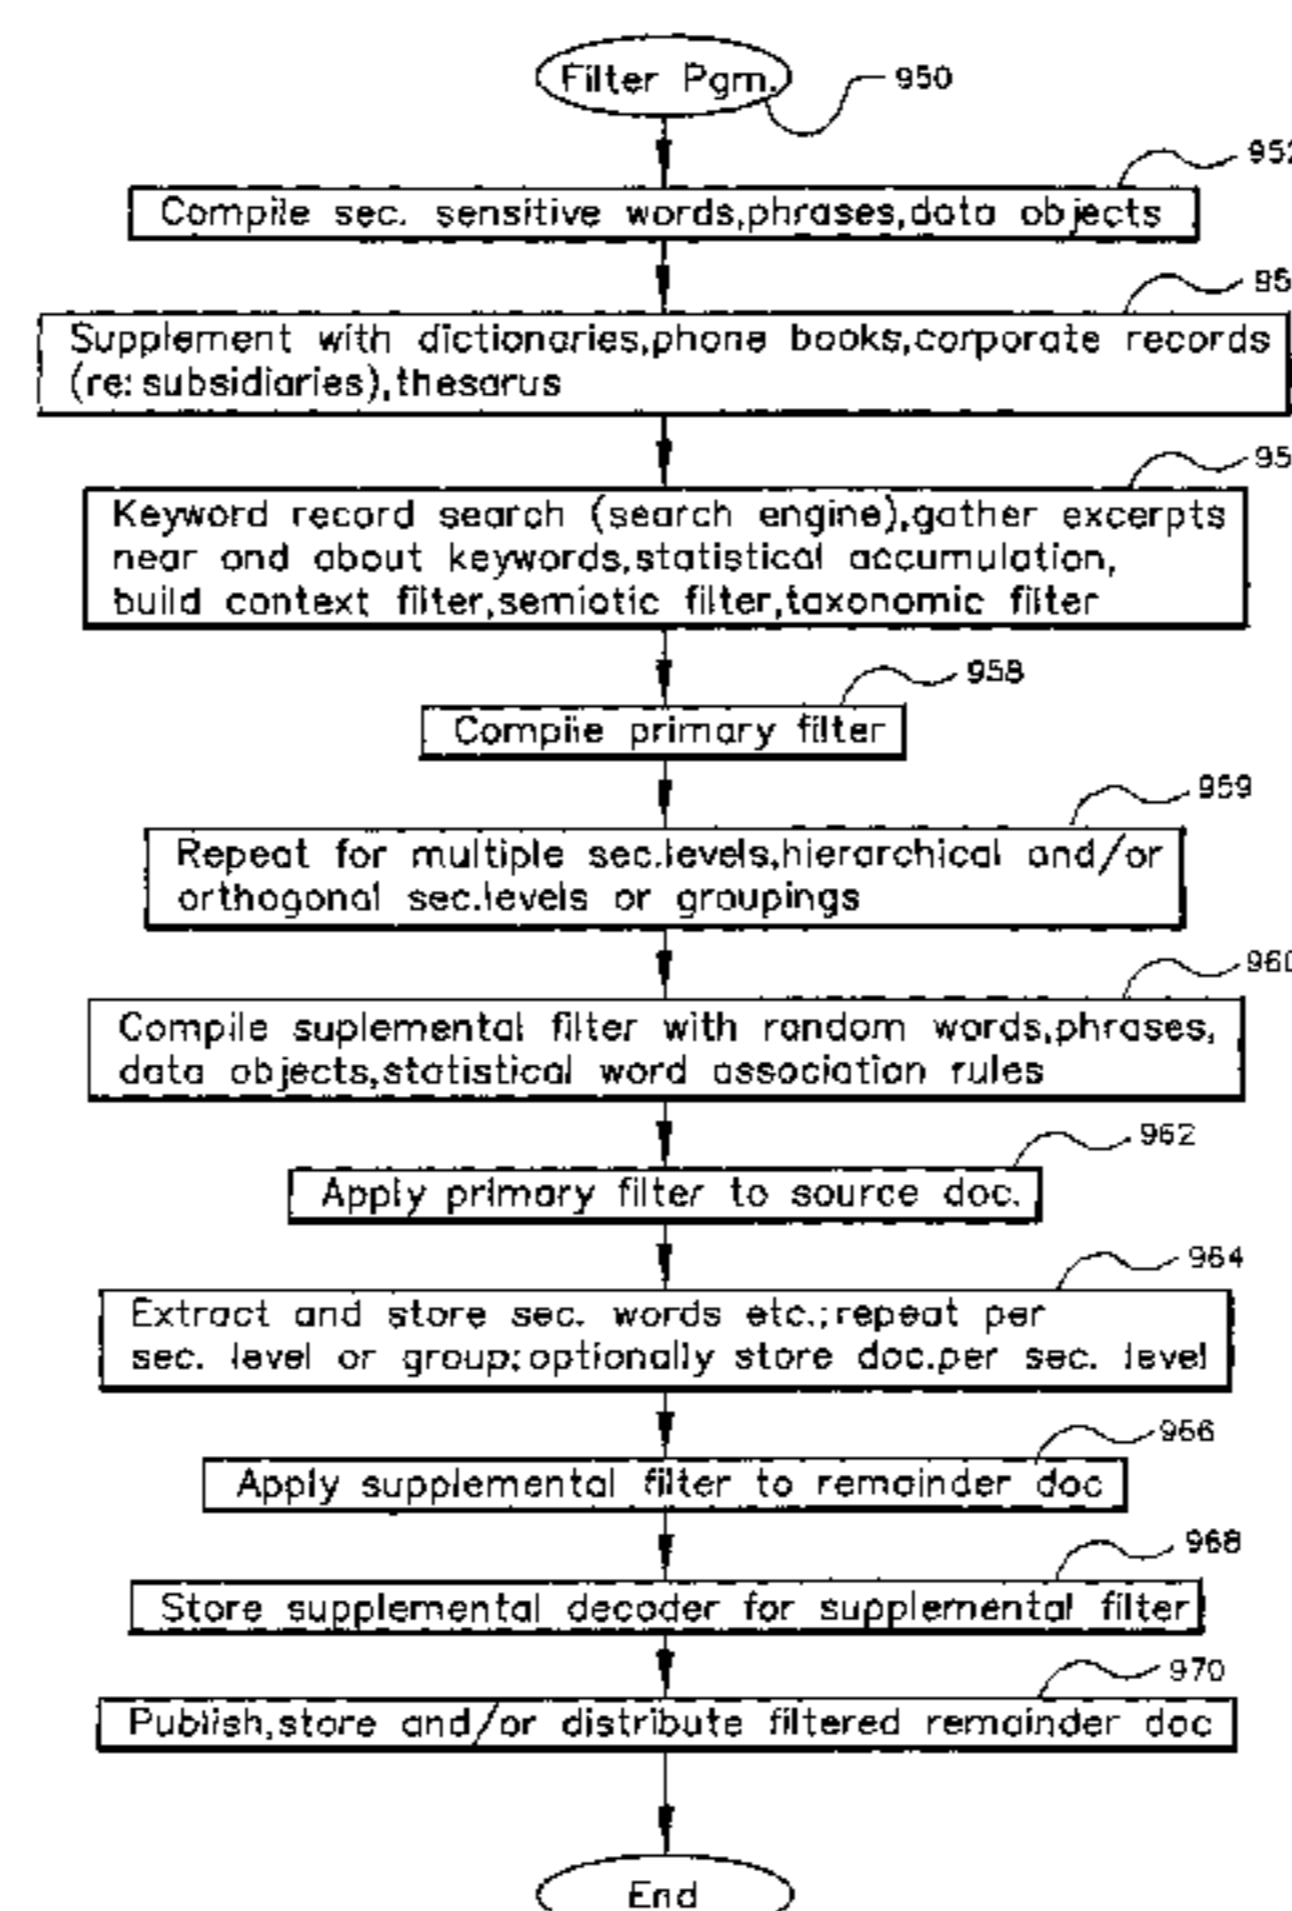 Filter Pgm.
950
952
Compile sec. sensitive words,phrases,data objects
95
Supplement with dictionaries,phone books,corporate records
(re: subsidiaries),thesarus
95
Keyword record search (search engine),gather excerpts
near and about keywords,statistical accumulation,
build context filter,semiotic filter,taxonomic filter
958
Compile primary filter
959
Repeat for multiple sec.levels,hierarchical and/or
orthogonal sec.levels or groupings
960
Compile suplemental filter with random words,phrases,
data objects,statistical word association rules
962
Apply primary filter to source doc.
964
Extract and store sec. words etc.;repeat per
sec. level or group;optionally store doc.per sec. level
966
Apply supplemental filter to remainder doc
968
Store supplemental decoder for supplemental filter
970
Publish,store and/or distribute filtered remainder doc
End